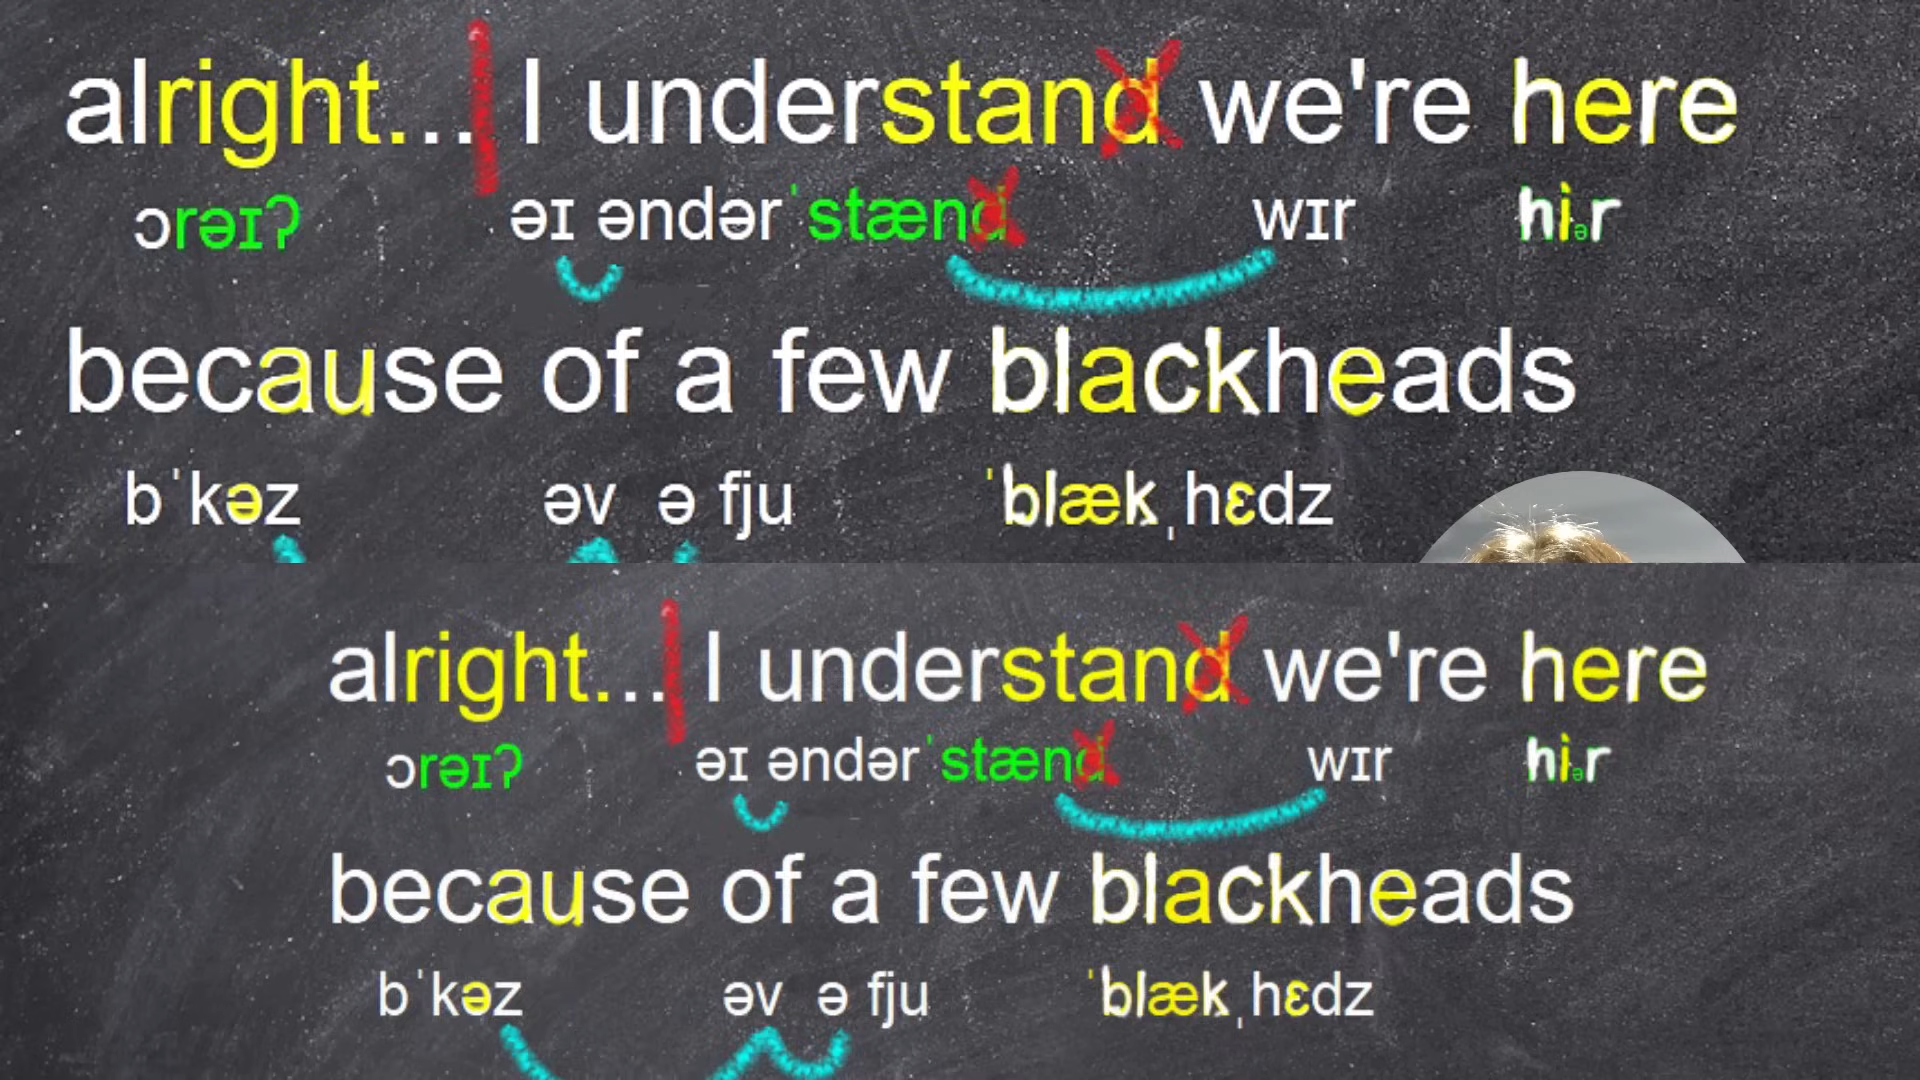 alright... I understand we're here
ɔrəɪʔ əɪ əndərˈstænd wɪr hiər
because of a few blackheads
bˈkəz əv ə fju ˈblækˌhɛdz
alright... I understand we're here
ɔrəɪʔ əɪ əndərˈstænd wɪr hiər
because of a few blackheads
bˈkəz əv ə fju ˈblækˌhɛdz